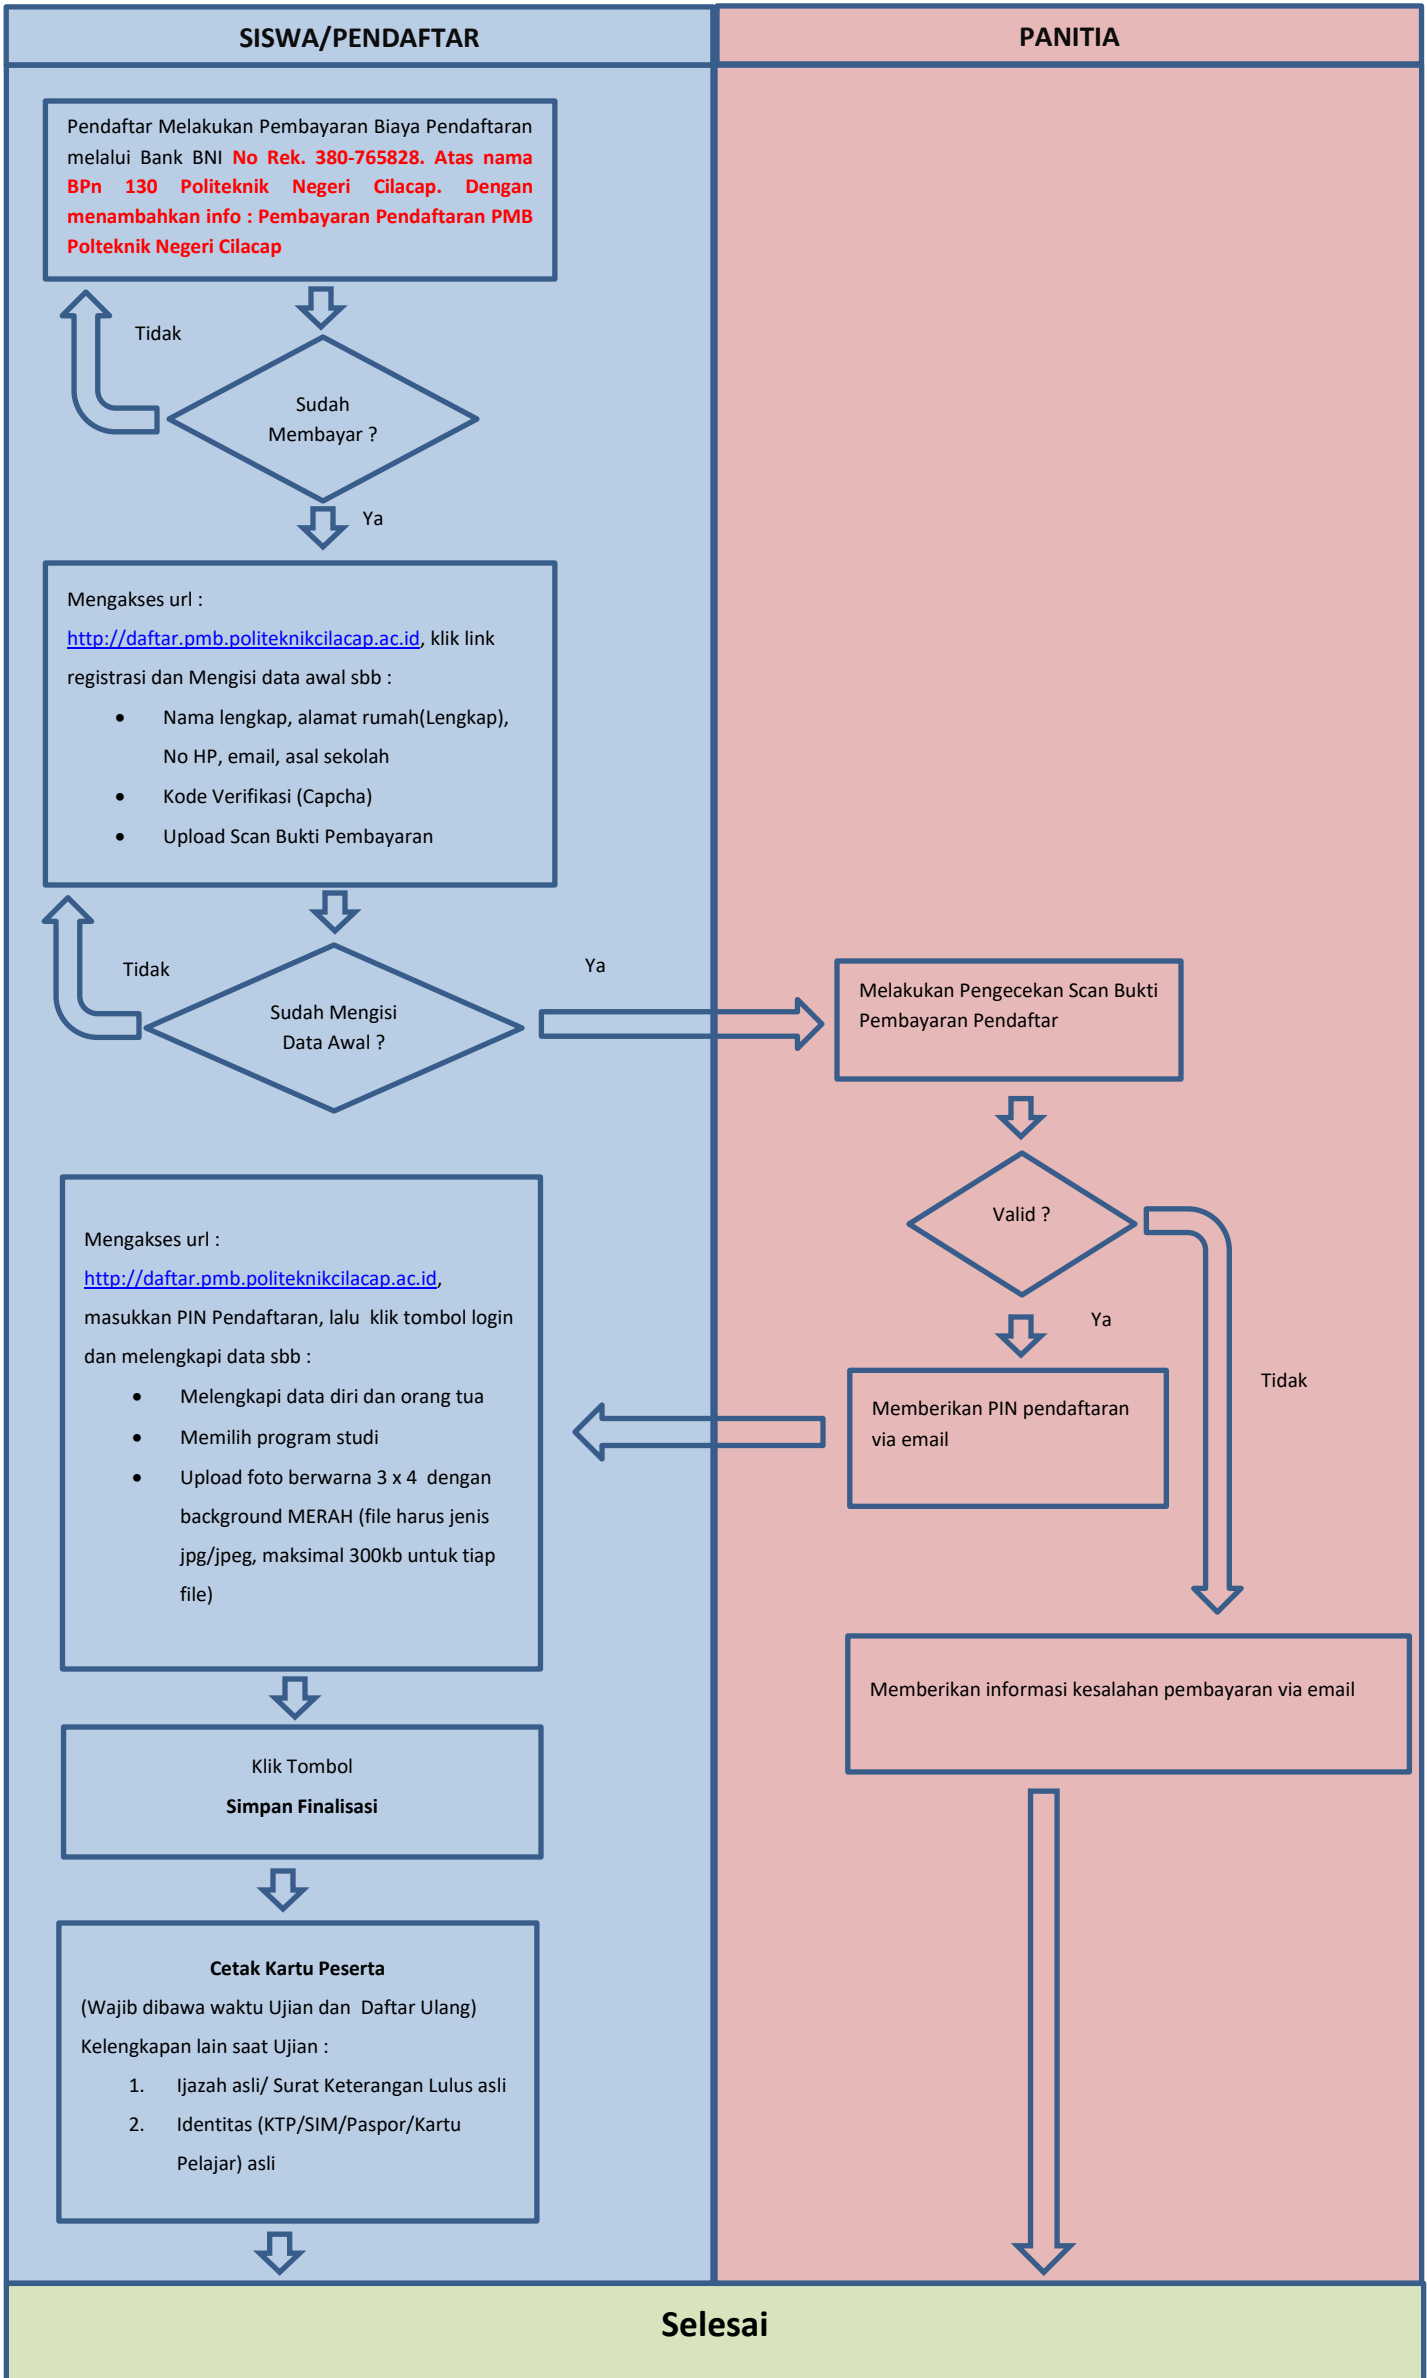 SISWA/PENDAFTAR
PANITIA
Pendaftar Melakukan Pembayaran Biaya Pendaftaran
melalui Bank BNI No Rek. 380-765828. Atas nama
BPn 130 Politeknik Negeri Cilacap. Dengan
menambahkan info : Pembayaran Pendaftaran PMB
Polteknik Negeri Cilacap
Tidak
Sudah
Membayar ?
Ya
Mengakses url :
http://daftar.pmb.politeknikcilacap.ac.id, klik link
registrasi dan Mengisi data awal sbb :
• Nama lengkap, alamat rumah(Lengkap),
No HP, email, asal sekolah
• Kode Verifikasi (Capcha)
• Upload Scan Bukti Pembayaran
Tidak
Sudah Mengisi
Data Awal ?
Ya
Melakukan Pengecekan Scan Bukti
Pembayaran Pendaftar
Valid ?
Ya
Tidak
Memberikan PIN pendaftaran
via email
Mengakses url :
http://daftar.pmb.politeknikcilacap.ac.id,
masukkan PIN Pendaftaran, lalu klik tombol login
dan melengkapi data sbb :
• Melengkapi data diri dan orang tua
• Memilih program studi
• Upload foto berwarna 3 x 4 dengan
background MERAH (file harus jenis
jpg/jpeg, maksimal 300kb untuk tiap
file)
Memberikan informasi kesalahan pembayaran via email
Klik Tombol
Simpan Finalisasi
Cetak Kartu Peserta
(Wajib dibawa waktu Ujian dan Daftar Ulang)
Kelengkapan lain saat Ujian :
1. Ijazah asli/ Surat Keterangan Lulus asli
2. Identitas (KTP/SIM/Paspor/Kartu
Pelajar) asli
Selesai